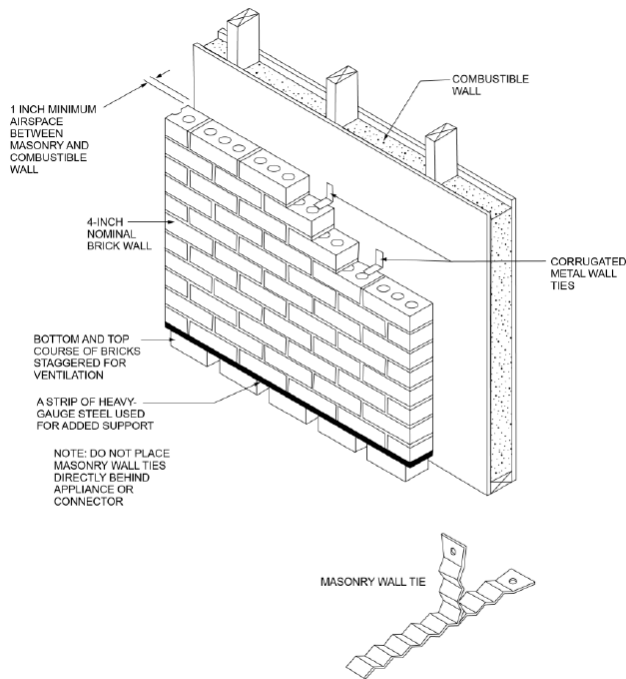 COMBUSTIBLE
WALL
1 INCH MINIMUM
AIRSPACE
BETWEEN
MASONRY AND
COMBUSTIBLE
WALL
4-INCH
NOMINAL
BRICK WALL
CORRUGATED
METAL WALL
TIES
BOTTOM AND TOP
COURSE OF BRICKS
STAGGERED FOR
VENTILATION
A STRIP OF HEAVY-
GAUGE STEEL USED
FOR ADDED SUPPORT
NOTE: DO NOT PLACE
MASONRY WALL TIES
DIRECTLY BEHIND
APPLIANCE OR
CONNECTOR
MASONRY WALL TIE